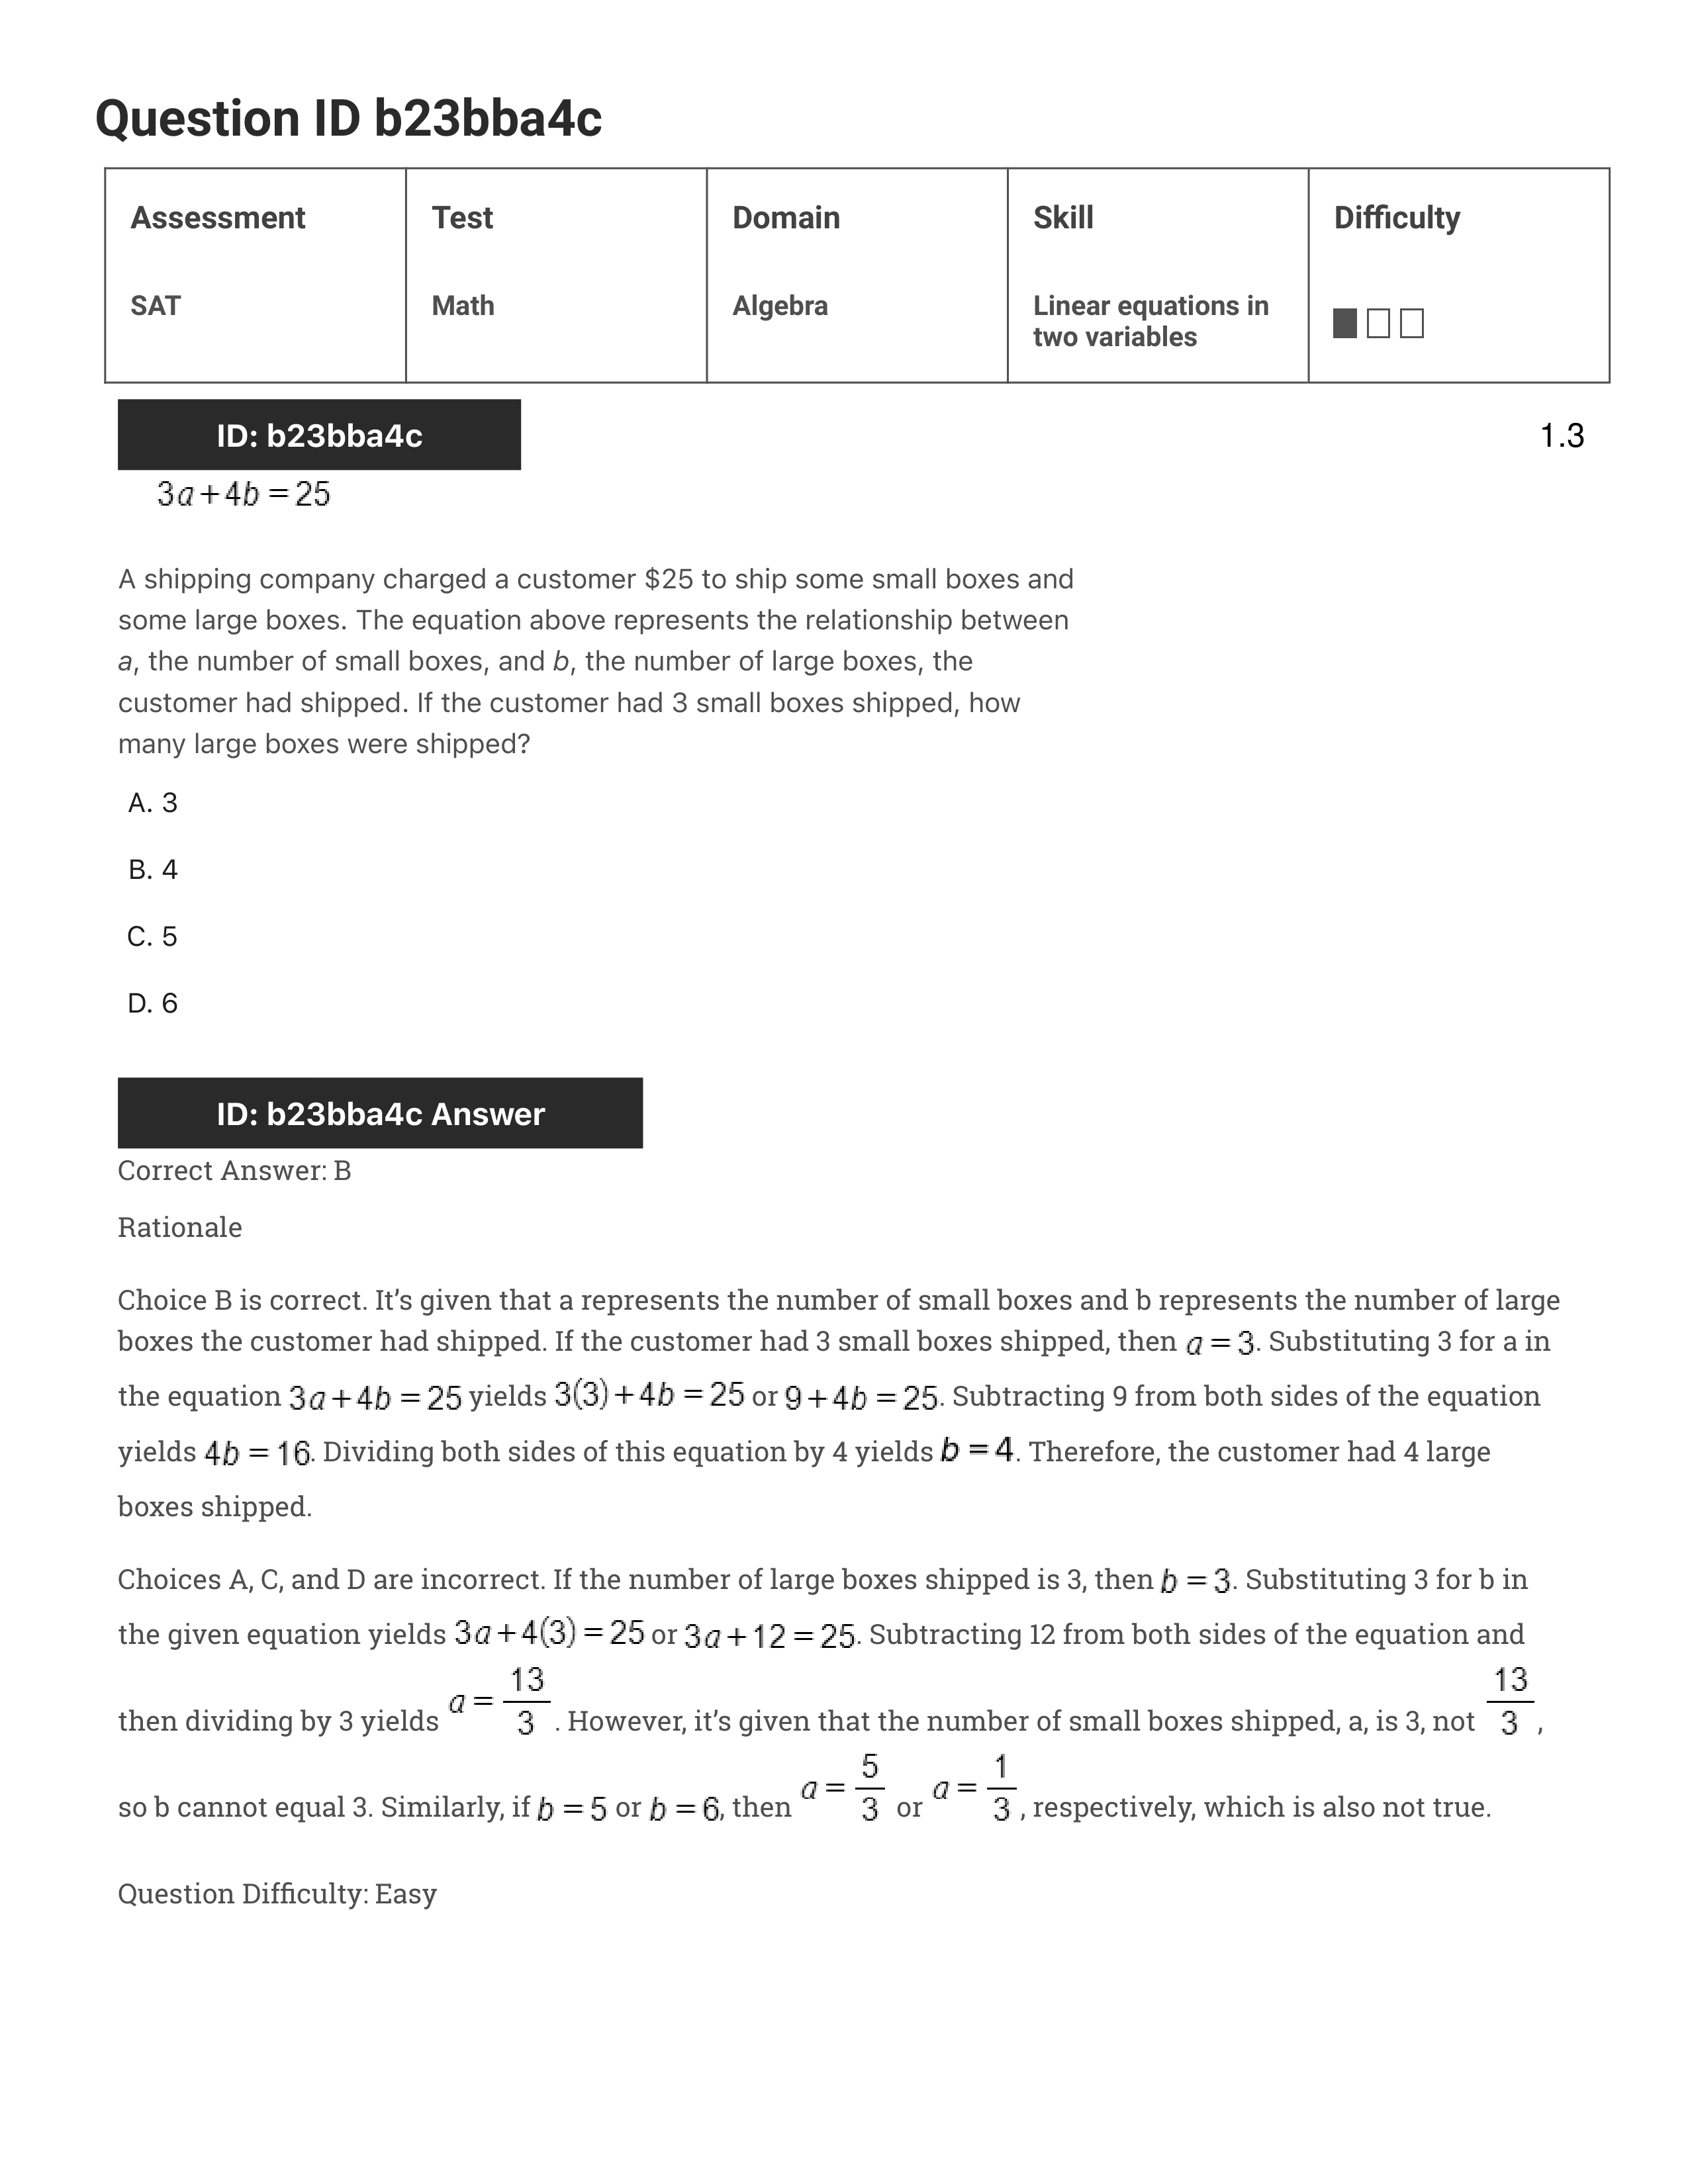 Question ID b23bba4c
Assessment Test Domain Skill Difficulty
SAT Math Algebra Linear equations in
two variables
ID: b23bba4c 1.3
3a+4b = 25
A shipping company charged a customer $25 to ship some small boxes and
some large boxes. The equation above represents the relationship between
a, the number of small boxes, and b, the number of large boxes, the
customer had shipped. If the customer had 3 small boxes shipped, how
many large boxes were shipped?
A. 3
B. 4
C. 5
D. 6
ID: b23bba4c Answer
Correct Answer: B
Rationale
Choice B is correct. It’s given that a represents the number of small boxes and b represents the number of large
boxes the customer had shipped. If the customer had 3 small boxes shipped, then a = 3. Substituting 3 for a in
the equation 3a+4b = 25 yields 3(3)+4b = 25 or 9+4b = 25. Subtracting 9 from both sides of the equation
yields 4b = 16. Dividing both sides of this equation by 4 yields b = 4. Therefore, the customer had 4 large
boxes shipped.
Choices A, C, and D are incorrect. If the number of large boxes shipped is 3, then b = 3. Substituting 3 for b in
the given equation yields 3a+4(3) = 25 or 3a+12 = 25. Subtracting 12 from both sides of the equation and
then dividing by 3 yields a = 13/3. However, it’s given that the number of small boxes shipped, a, is 3, not 13/3,
so b cannot equal 3. Similarly, if b = 5 or b = 6, then a = 5/3 or a = 1/3, respectively, which is also not true.
Question Difficulty: Easy